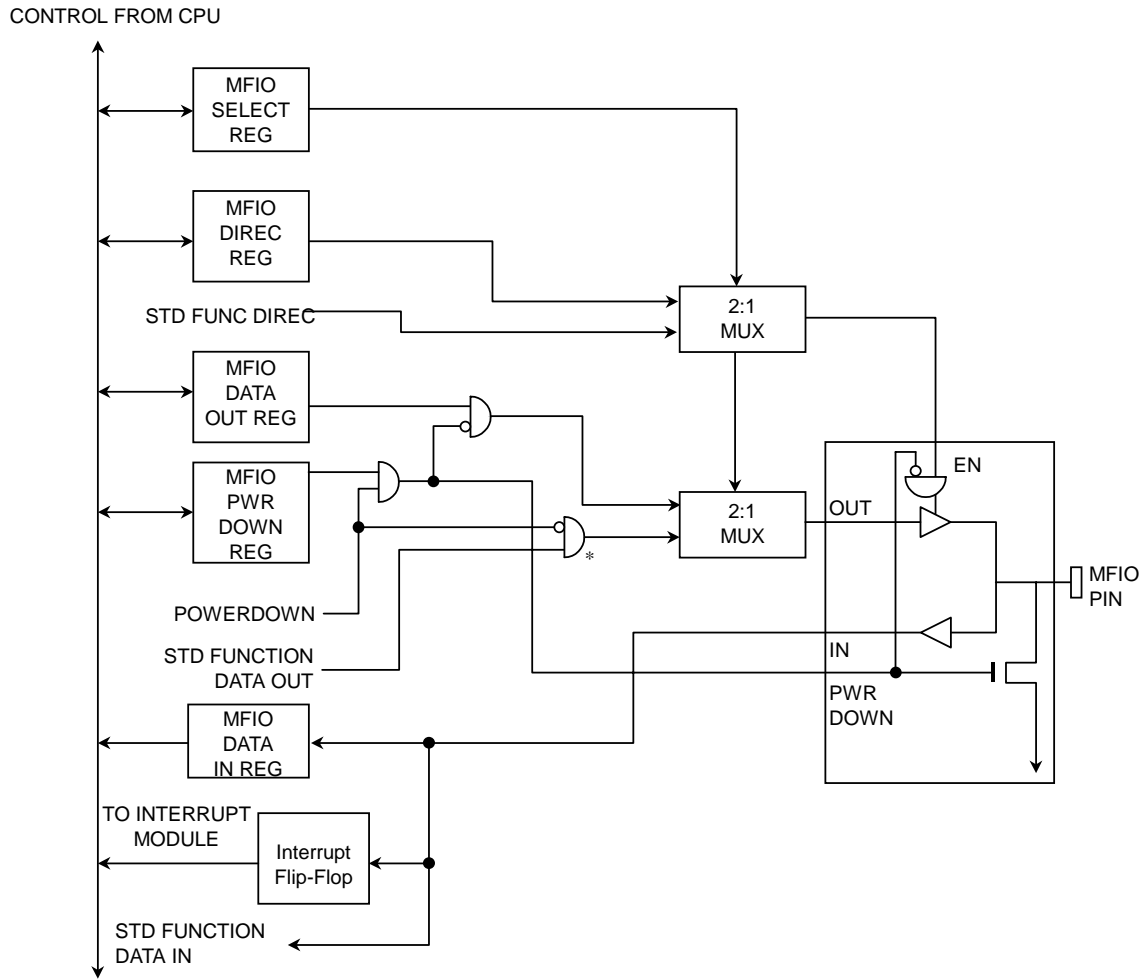 CONTROL FROM CPU
MFIO
SELECT
REG
MFIO
DIREC
REG
STD FUNC DIREC
2:1
MUX
MFIO
DATA
OUT REG
MFIO
PWR
DOWN
REG
EN
OUT
2:1
MUX
*
MFIO
PIN
POWERDOWN
IN
STD FUNCTION
DATA OUT
PWR
DOWN
MFIO
DATA
IN REG
TO INTERRUPT
MODULE
Interrupt
Flip-Flop
STD FUNCTION
DATA IN